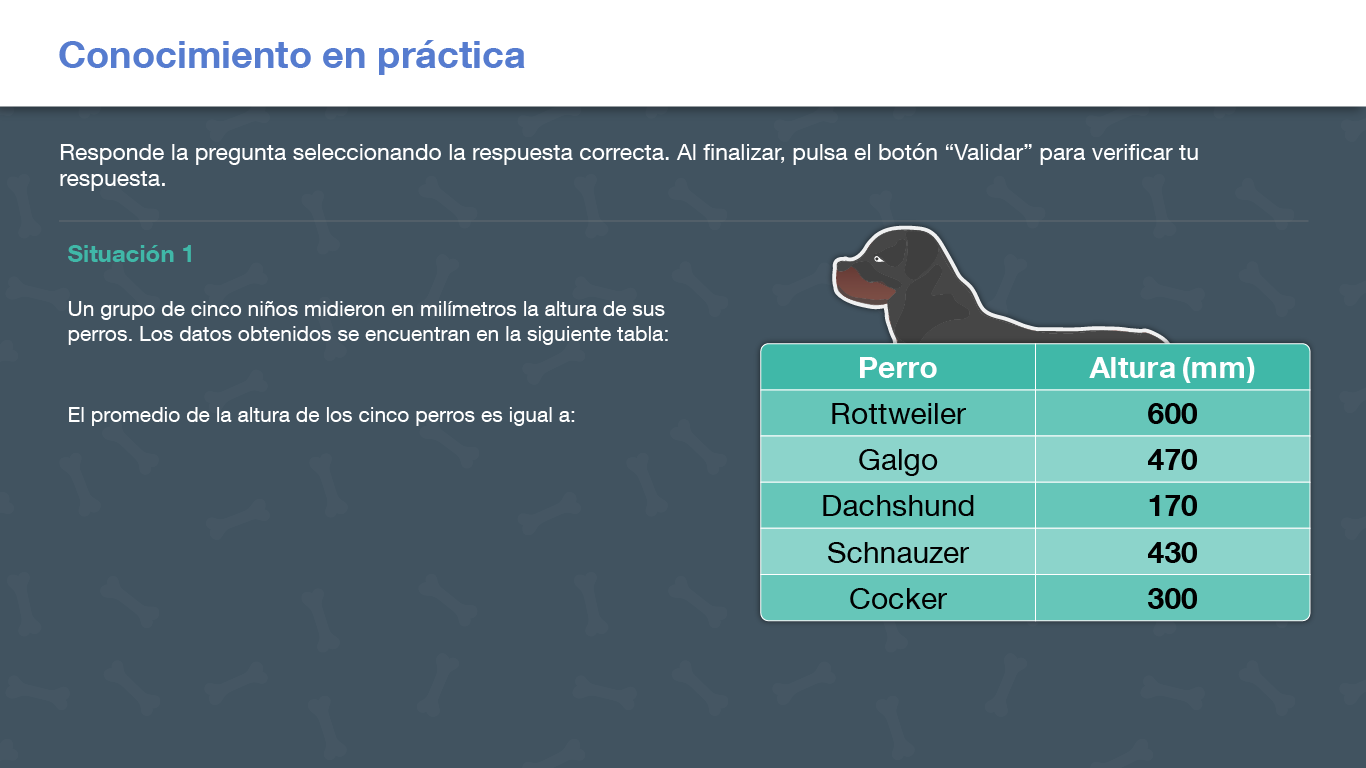 Conocimiento en práctica
Responde la pregunta seleccionando la respuesta correcta. Al finalizar, pulsa el botón “Validar” para verificar tu
respuesta.
Situación 1
Un grupo de cinco niños midieron en milímetros la altura de sus
perros. Los datos obtenidos se encuentran en la siguiente tabla:
El promedio de la altura de los cinco perros es igual a:
Perro Altura (mm)
Rottweiler 600
Galgo 470
Dachshund 170
Schnauzer 430
Cocker 300